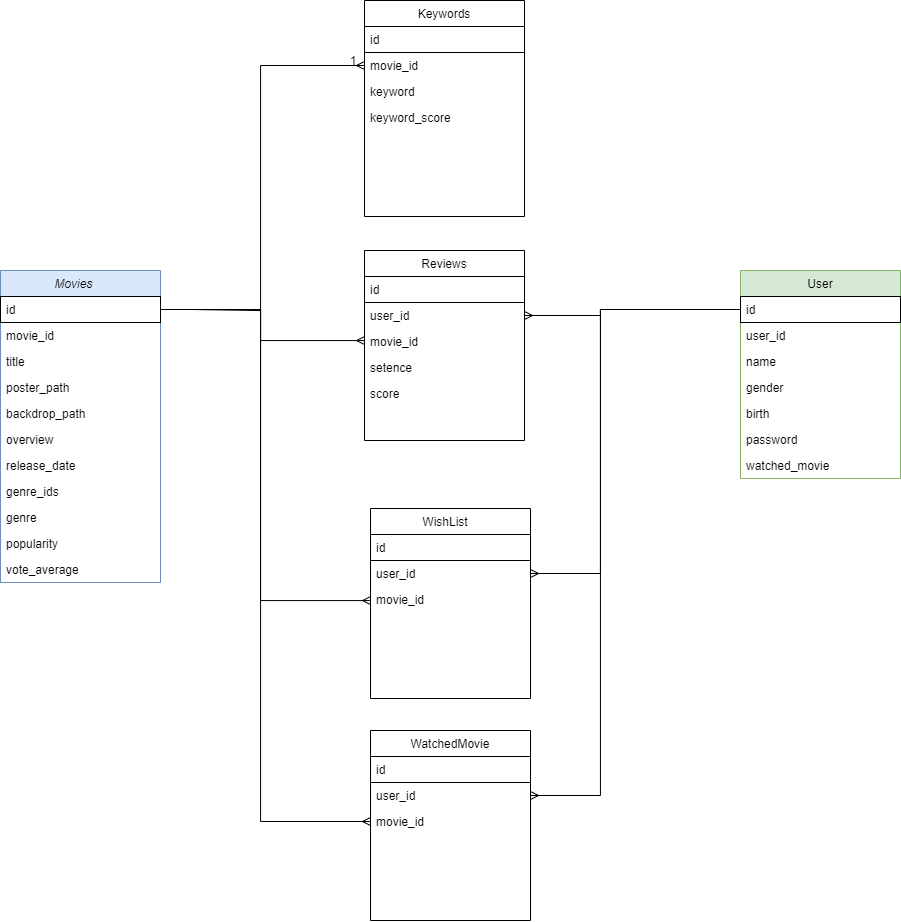 Keywords
id
1
movie_id
keyword
keyword_score
Reviews
id
user_id
movie_id
setence
score
Movies
id
movie_id
title
poster_path
backdrop_path
overview
release_date
genre_ids
genre
popularity
vote_average
User
id
user_id
name
gender
birth
password
watched_movie
WishList
id
user_id
movie_id
WatchedMovie
id
user_id
movie_id